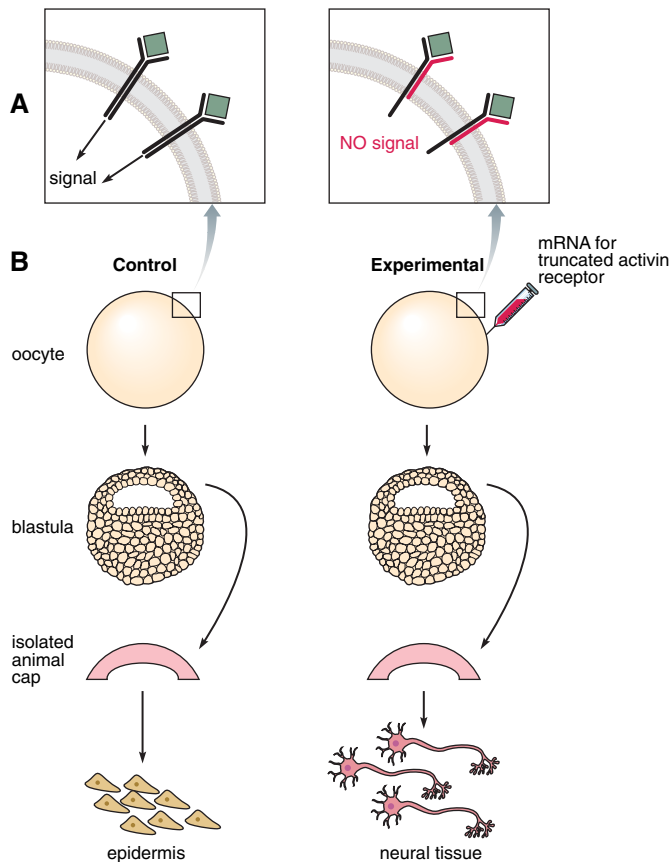 A
signal
NO signal
B
Control
Experimental
mRNA for
truncated activin
receptor
oocyte
blastula
isolated
animal
cap
epidermis
neural tissue